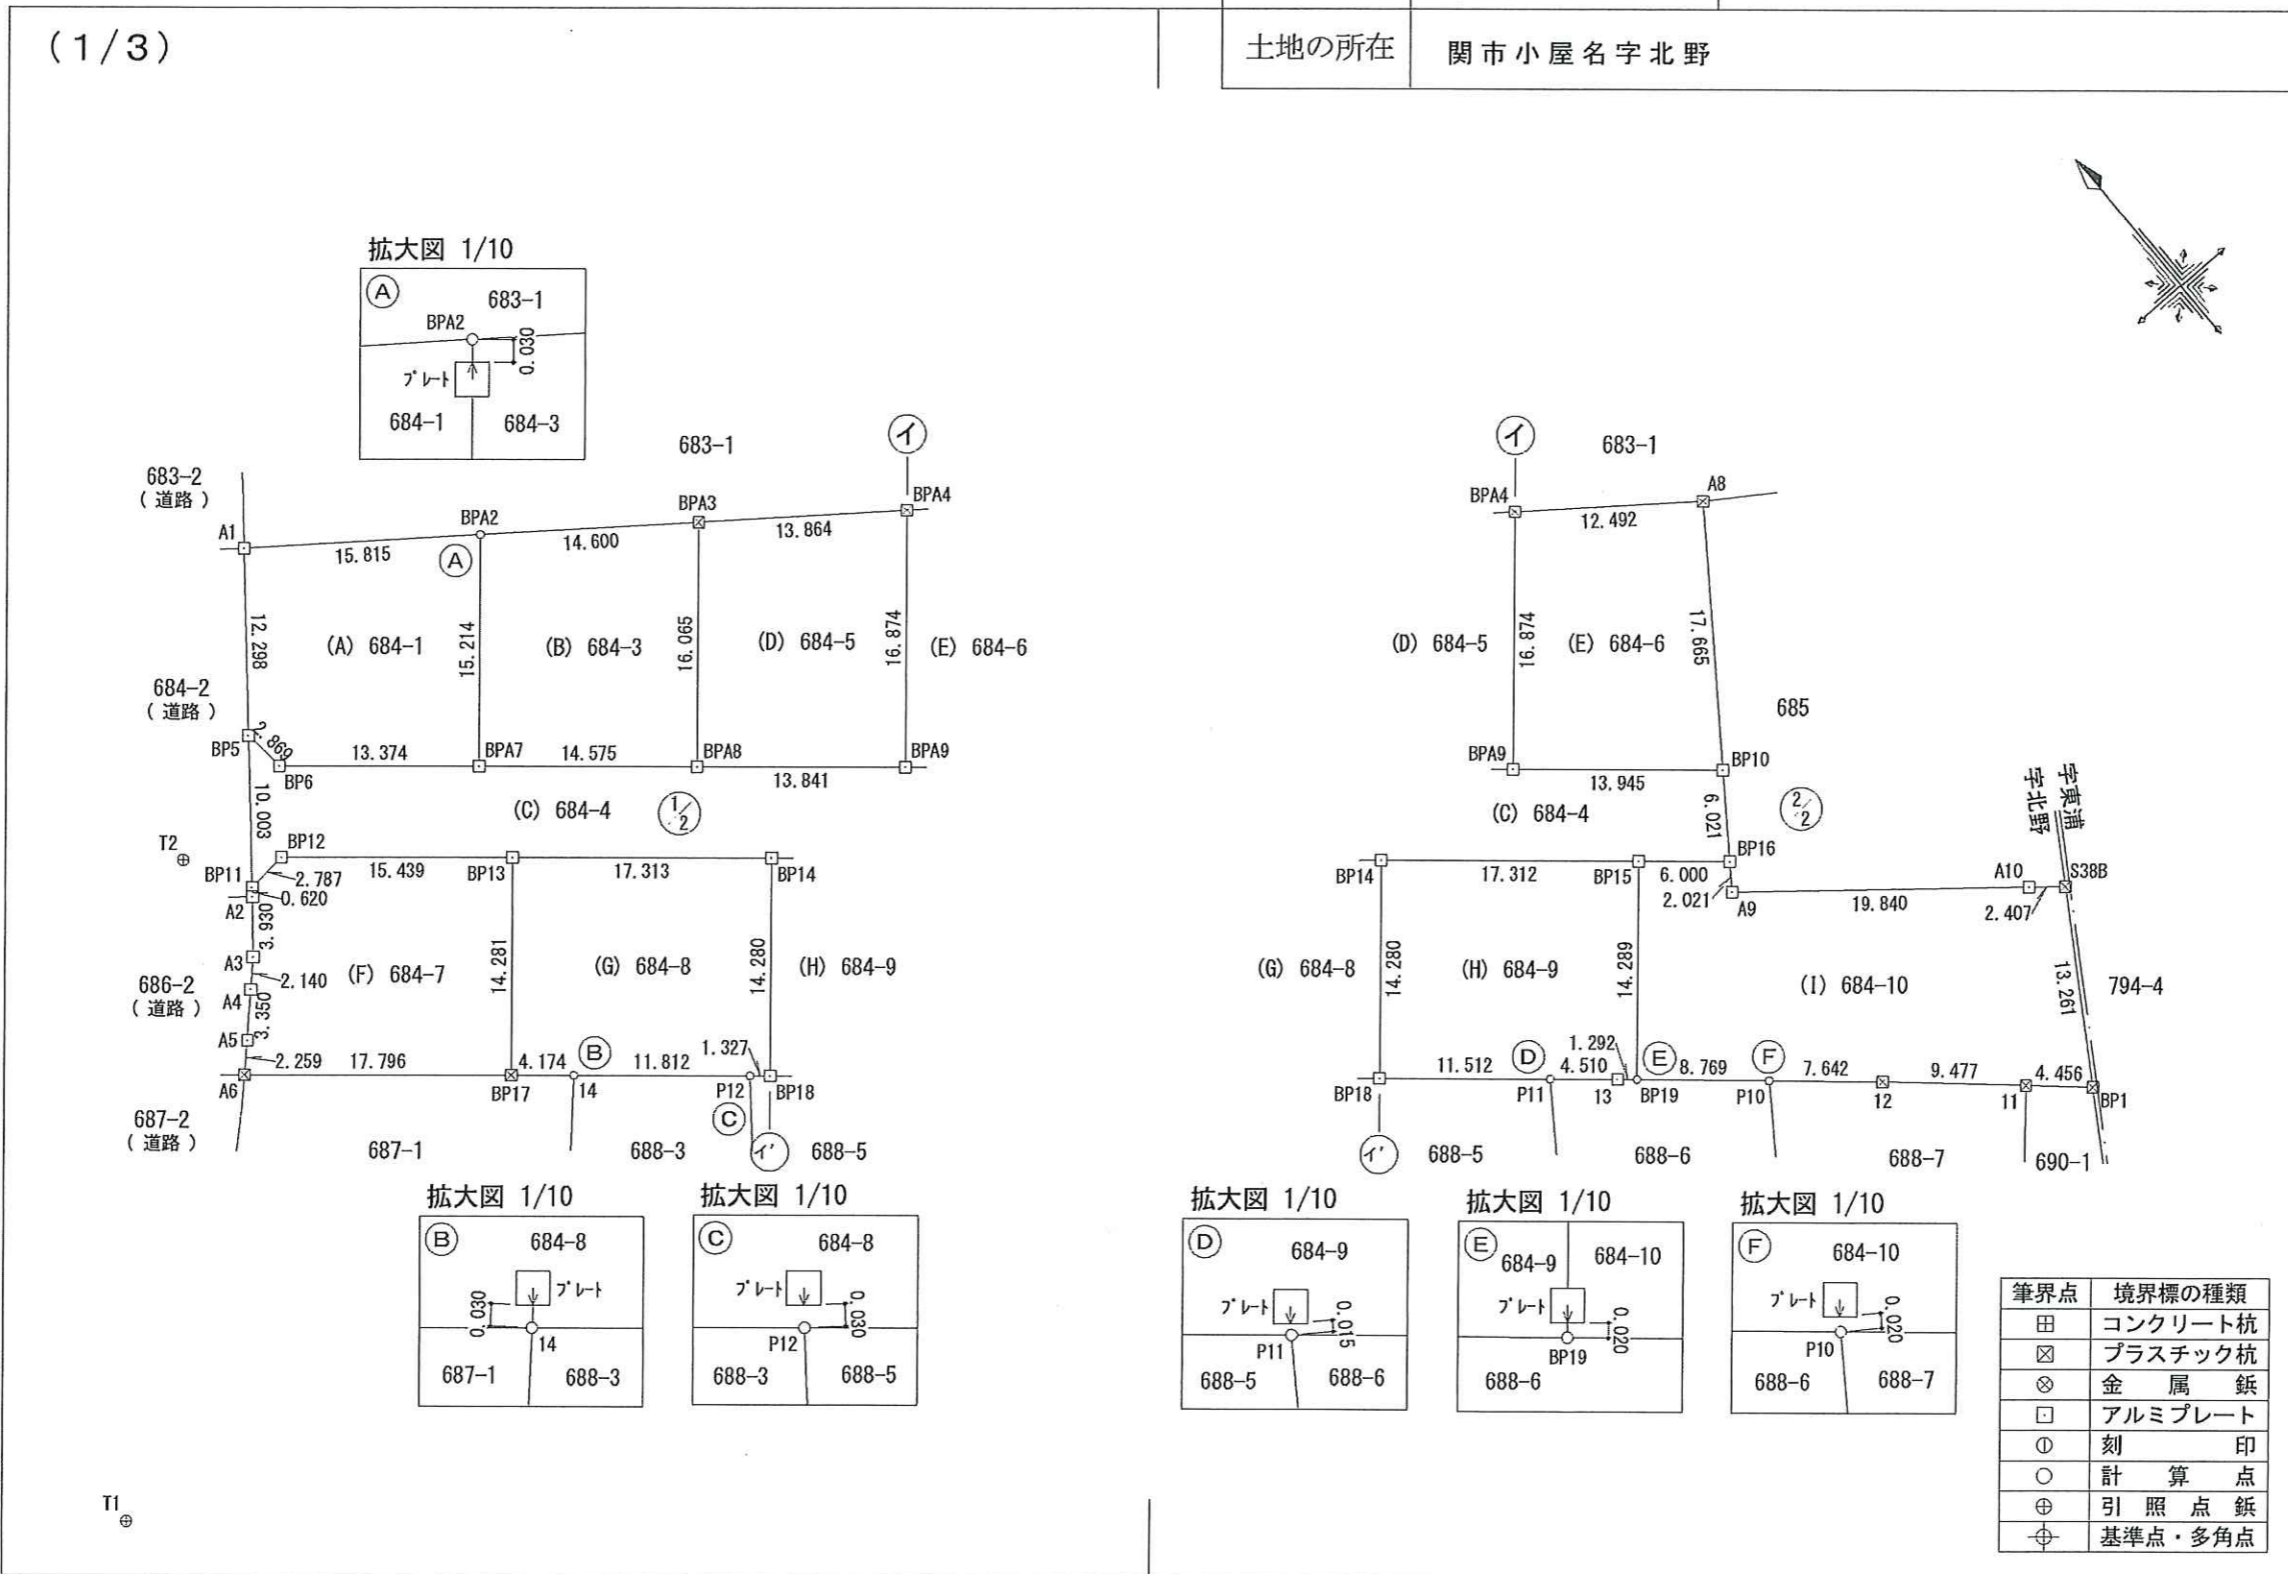 (1/3)
土地の所在 関市小屋名字北野
拡大図 1/10
A
683-1
BPA2
0.030
プレート
684-1 684-3
683-1
イ
683-2
(道路)
A1
BPA2
BPA3
BPA4
15.815
14.600
13.864
A
12.298
(A) 684-1
15.214
(B) 684-3
16.065
(D) 684-5
16.874
(E) 684-6
684-2
(道路)
BP5
2.869
BP6
13.374
BPA7
14.575
BPA8
13.841
BPA9
10.003
(C) 684-4
1/2
T2
BP12
BP11
2.787
15.439
BP13
17.313
BP14
0.620
A2
3.930
A3
2.140
(F) 684-7
14.281
(G) 684-8
14.280
(H) 684-9
686-2
(道路)
A4
3.350
A5
2.259
17.796
4.174
B
11.812
1.327
A6
BP17
14
P12
BP18
C
687-2
(道路)
687-1
688-3
イ'
688-5
拡大図 1/10
B
684-8
プレート
0.030
14
687-1 688-3
拡大図 1/10
C
684-8
プレート
0.030
P12
688-3 688-5
T1
イ
683-1
BPA4
A8
12.492
(D) 684-5
16.874
(E) 684-6
17.665
685
BPA9
13.945
BP10
(C) 684-4
6.021
2/2
字北野
字東浦
BP14
17.312
BP15
6.000
BP16
2.021
A9
19.840
A10
2.407
S38B
(G) 684-8
14.280
(H) 684-9
14.289
(I) 684-10
13.261
794-4
11.512
D
4.510
1.292
E
8.769
F
7.642
9.477
4.456
BP18
P11
13
BP19
P10
12
11
BP1
イ'
688-5
688-6
688-7
690-1
拡大図 1/10
D
684-9
プレート
0.015
P11
688-5 688-6
拡大図 1/10
E
684-9 684-10
プレート
0.020
BP19
688-6
拡大図 1/10
F
684-10
プレート
0.020
P10
688-6 688-7
筆界点 境界標の種類
コンクリート杭
プラスチック杭
金属鋲
アルミプレート
刻印
計算点
引照点鋲
基準点・多角点